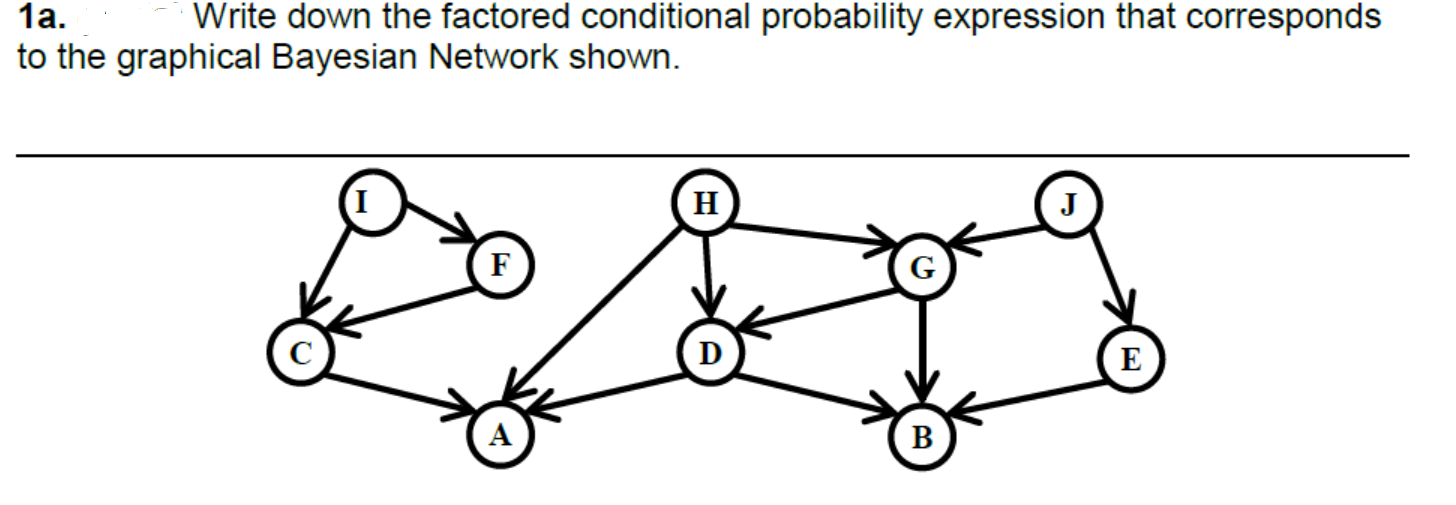 1a. Write down the factored conditional probability expression that corresponds
to the graphical Bayesian Network shown.
I
H
J
F
G
C
D
E
A
B